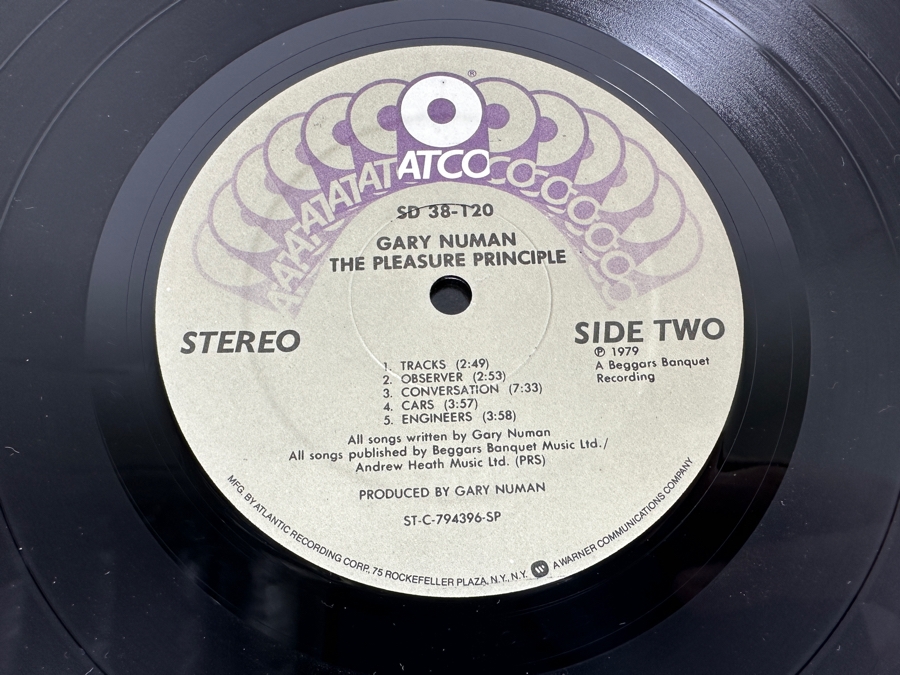 ®
AATATATATATCOCOCOCOCO
SD 38-120
GARY NUMAN
THE PLEASURE PRINCIPLE
STEREO
SIDE TWO
℗ 1979
A Beggars Banquet
Recording
1. TRACKS (2:49)
2. OBSERVER (2:53)
3. CONVERSATION (7:33)
4. CARS (3:57)
5. ENGINEERS (3:58)
All songs written by Gary Numan
All songs published by Beggars Banquet Music Ltd./
Andrew Heath Music Ltd. (PRS)
PRODUCED BY GARY NUMAN
ST-C-794396-SP
MFG. BY ATLANTIC RECORDING CORP., 75 ROCKEFELLER PLAZA, N.Y., N.Y. W A WARNER COMMUNICATIONS COMPANY